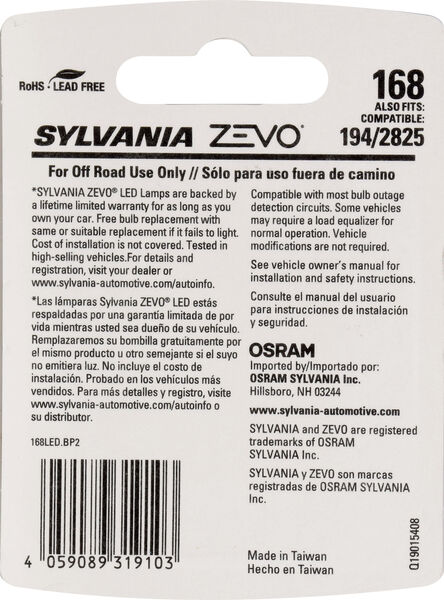 RoHS - LEAD FREE
168
ALSO FITS:
COMPATIBLE:
194/2825
SYLVANIA ZEVO®
For Off Road Use Only // Sólo para uso fuera de camino
*SYLVANIA ZEVO® LED Lamps are backed by
a lifetime limited warranty for as long as you
own your car. Free bulb replacement with
same or suitable replacement if it fails to light.
Cost of installation is not covered. Tested in
high-selling vehicles.For details and
registration, visit your dealer or
www.sylvania-automotive.com/autoinfo.
*Las lámparas Sylvania ZEVO® LED estás
respaldadas por una garantía limitada de por
vida mientras usted sea dueño de su vehículo.
Remplazaremos su bombilla gratuitamente por
el mismo producto u otro semejante si el suyo
no emitiera luz. No incluye el costo de
instalación. Probado en los vehículos más
vendidos. Para más detalles y registro, visite
www.sylvania-automotive.com/autoinfo o
su distributor.
168LED.BP2
4 059089 319103
Compatible with most bulb outage
detection circuits. Some vehicles
may require a load equalizer for
normal operation. Vehicle
modifications are not required.
See vehicle owner's manual for
installation and safety instructions.
Consulte el manual del usuario
para instrucciones de instalación
y seguridad.
OSRAM
Imported by/Importado por:
OSRAM SYLVANIA Inc.
Hillsboro, NH 03244
www.sylvania-automotive.com
SYLVANIA and ZEVO are registered
trademarks of OSRAM
SYLVANIA Inc.
SYLVANIA y ZEVO son marcas
registradas de OSRAM SYLVANIA
Inc.
Made in Taiwan
Hecho en Taiwan
Q19015408